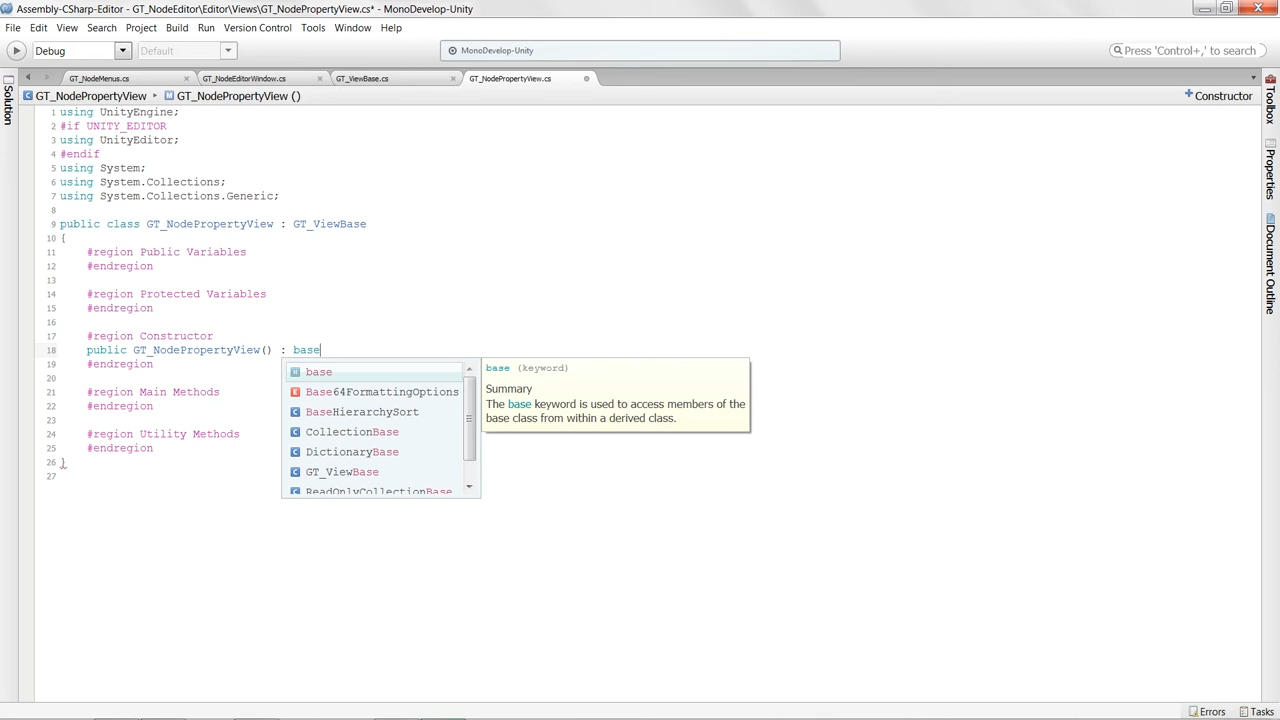 Assembly-CSharp-Editor - GT_NodeEditor\Editor\Views\GT_NodePropertyView.cs* - MonoDevelop-Unity
File Edit View Search Project Build Run Version Control Tools Window Help
Debug Default MonoDevelop-Unity Press 'Control+,' to search
GT_NodeMenus.cs GT_NodeEditorWindow.cs GT_ViewBase.cs GT_NodePropertyView.cs
GT_NodePropertyView GT_NodePropertyView () Constructor
Solution
Toolbox
Properties
Document Outline
1 using UnityEngine;
2 #if UNITY_EDITOR
3 using UnityEditor;
4 #endif
5 using System;
6 using System.Collections;
7 using System.Collections.Generic;
8
9 public class GT_NodePropertyView : GT_ViewBase
10 {
11 #region Public Variables
12 #endregion
13
14 #region Protected Variables
15 #endregion
16
17 #region Constructor
18 public GT_NodePropertyView() : base
19 #endregion
20
21 #region Main Methods
22 #endregion
23
24 #region Utility Methods
25 #endregion
26 }
27
base
Base64FormattingOptions
BaseHierarchySort
CollectionBase
DictionaryBase
GT_ViewBase
ReadOnlyCollectionBase
base (keyword)
Summary
The base keyword is used to access members of the
base class from within a derived class.
Errors Tasks